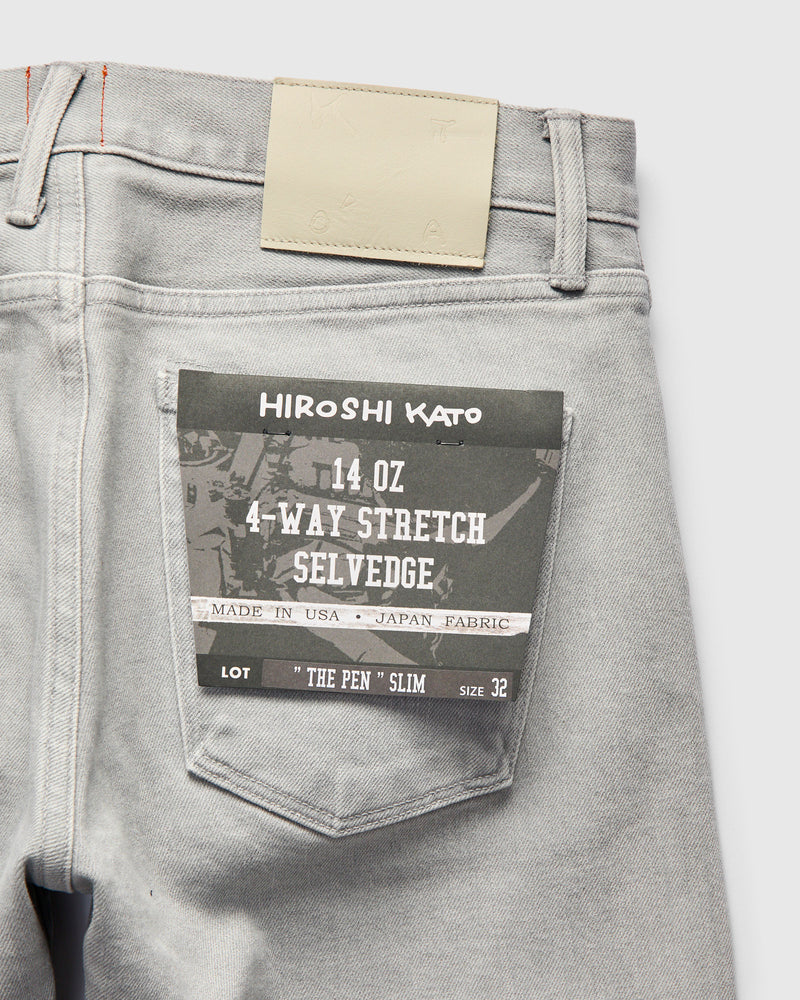 K T
O A
HIROSHI KATO
14 OZ
4-WAY STRETCH
SELVEDGE
MADE IN USA • JAPAN FABRIC
LOT " THE PEN " SLIM SIZE 32